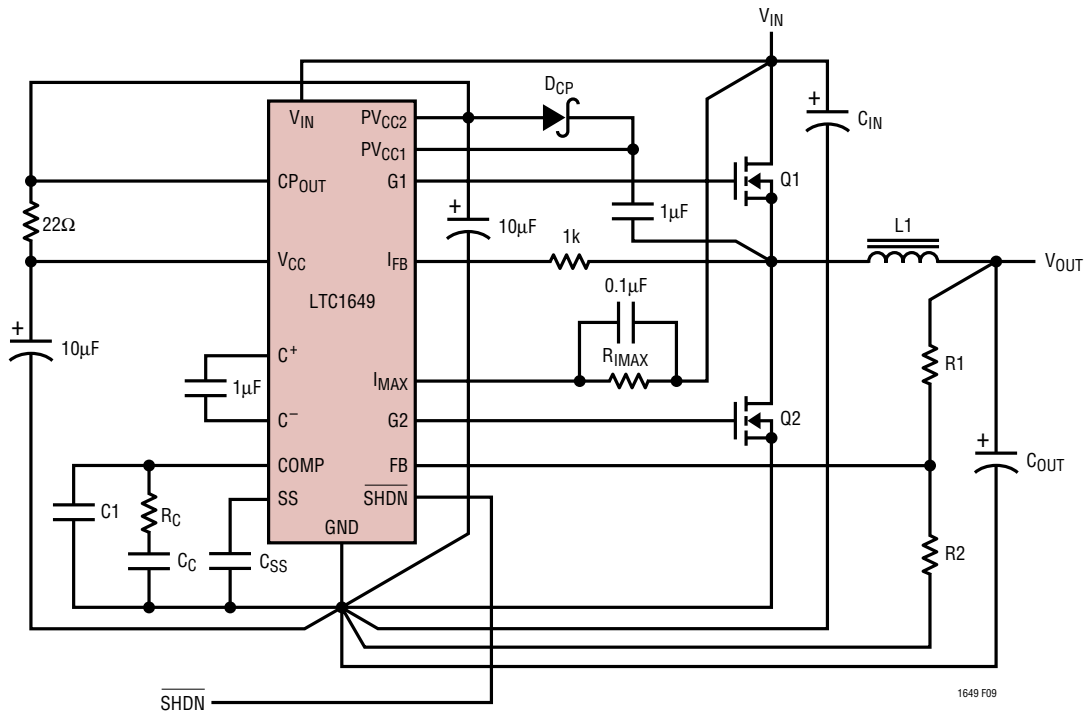 V_IN
D_CP
C_IN
V_IN
PV_CC2
PV_CC1
CP_OUT
G1
Q1
22Ω
10µF
1µF
1k
L1
V_CC
I_FB
V_OUT
LTC1649
0.1µF
10µF
R_IMAX
R1
C+
1µF
I_MAX
C−
G2
Q2
COMP
FB
C_OUT
SS
SHDN
C1
R_C
GND
C_C
C_SS
R2
SHDN
1649 F09
+
+
+
+